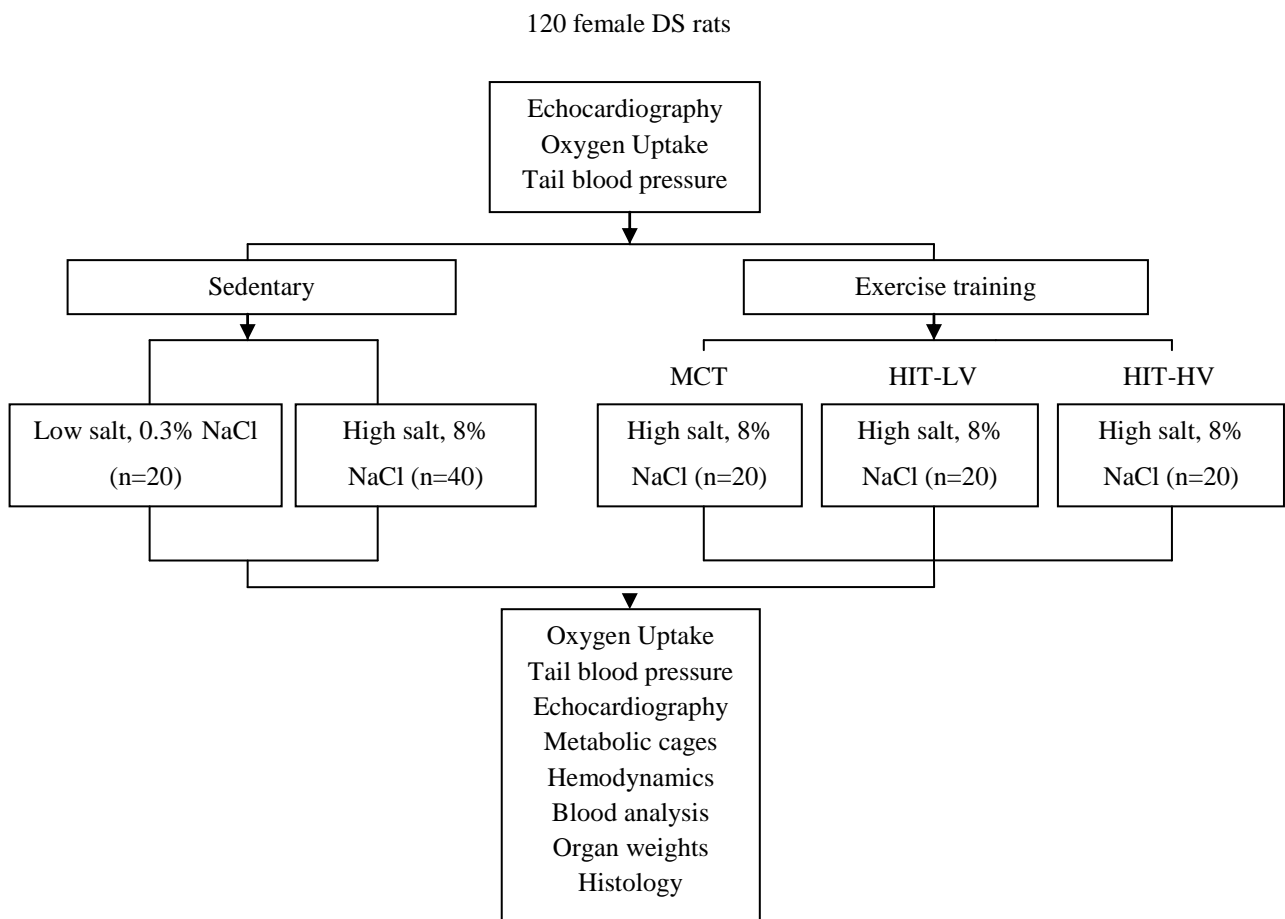 120 female DS rats
Echocardiography
Oxygen Uptake
Tail blood pressure
Sedentary
Exercise training
MCT
HIT-LV
HIT-HV
Low salt, 0.3% NaCl
(n=20)
High salt, 8%
NaCl (n=40)
High salt, 8%
NaCl (n=20)
High salt, 8%
NaCl (n=20)
High salt, 8%
NaCl (n=20)
Oxygen Uptake
Tail blood pressure
Echocardiography
Metabolic cages
Hemodynamics
Blood analysis
Organ weights
Histology